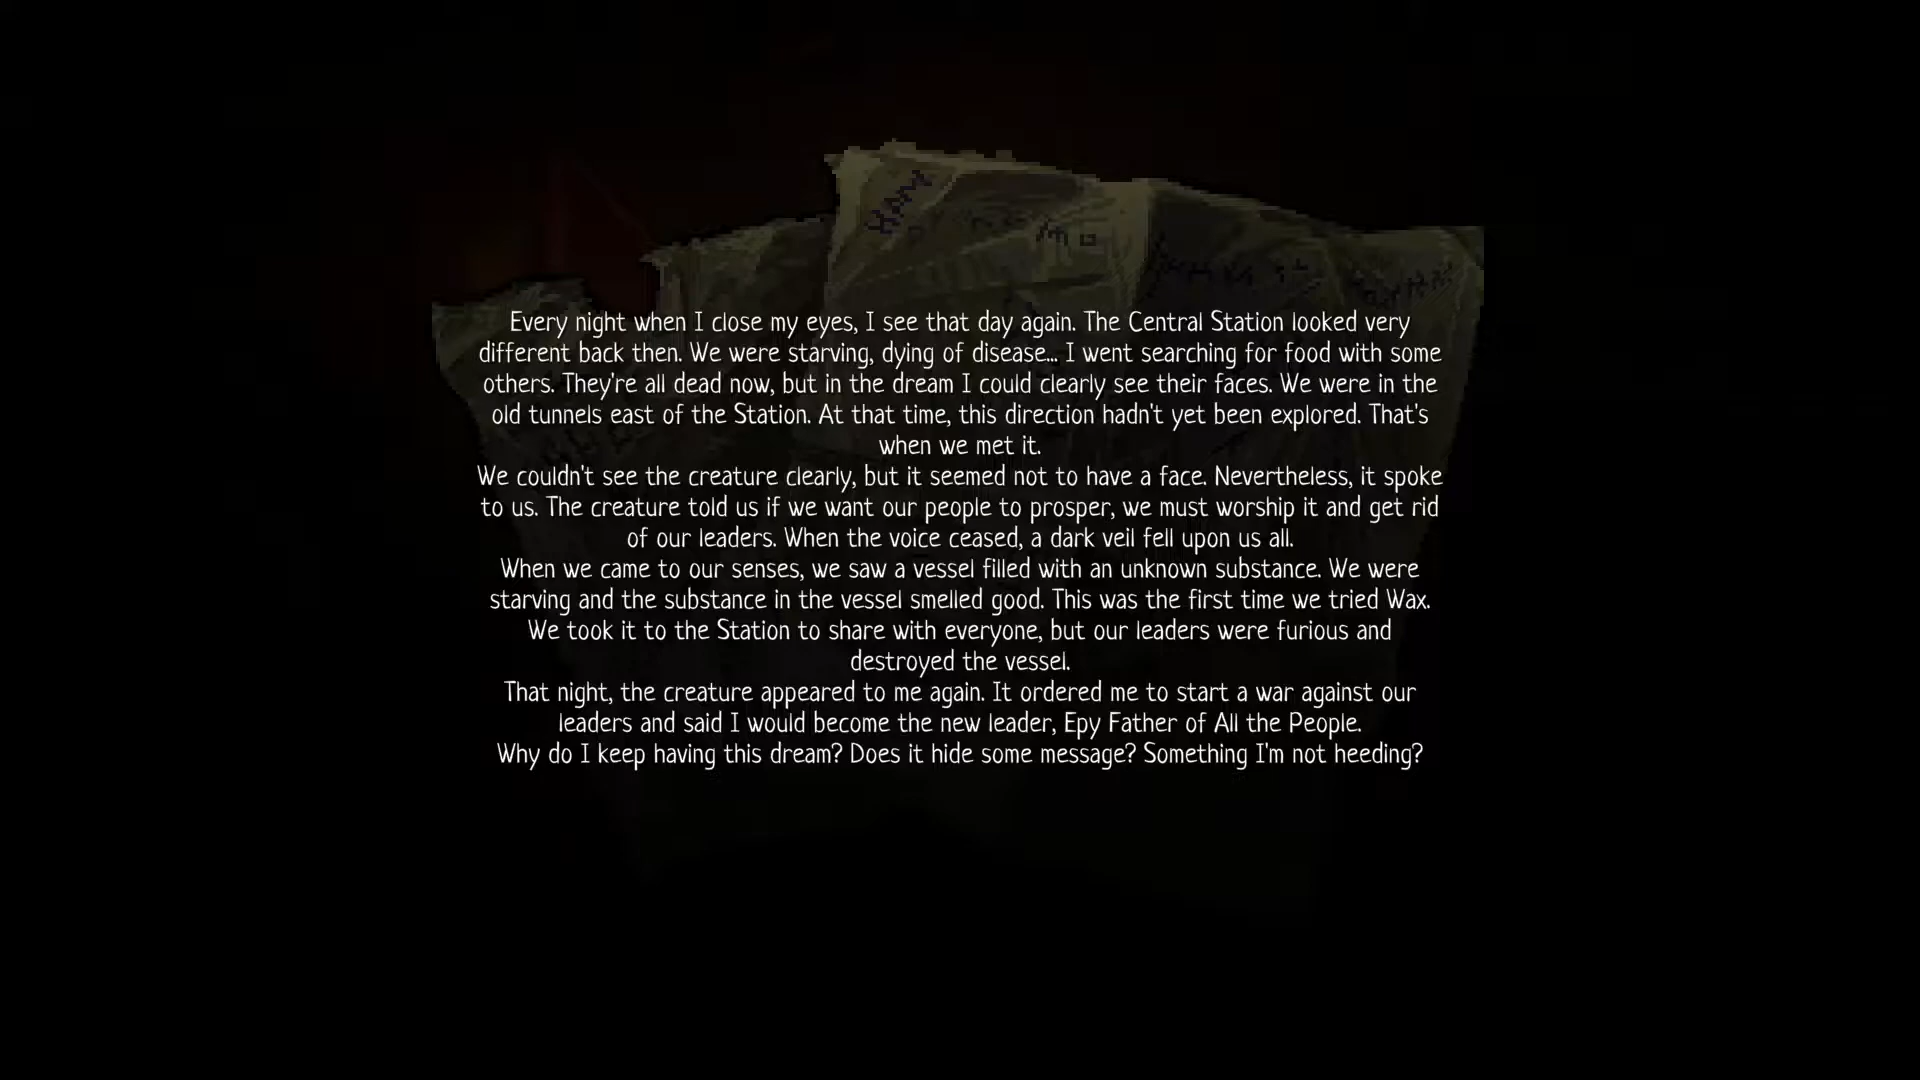 Every night when I close my eyes, I see that day again. The Central Station looked very
different back then. We were starving, dying of disease... I went searching for food with some
others. They're all dead now, but in the dream I could clearly see their faces. We were in the
old tunnels east of the Station. At that time, this direction hadn't yet been explored. That's
when we met it.
We couldn't see the creature clearly, but it seemed not to have a face. Nevertheless, it spoke
to us. The creature told us if we want our people to prosper, we must worship it and get rid
of our leaders. When the voice ceased, a dark veil fell upon us all.
When we came to our senses, we saw a vessel filled with an unknown substance. We were
starving and the substance in the vessel smelled good. This was the first time we tried Wax.
We took it to the Station to share with everyone, but our leaders were furious and
destroyed the vessel.
That night, the creature appeared to me again. It ordered me to start a war against our
leaders and said I would become the new leader, Epy Father of All the People.
Why do I keep having this dream? Does it hide some message? Something I'm not heeding?